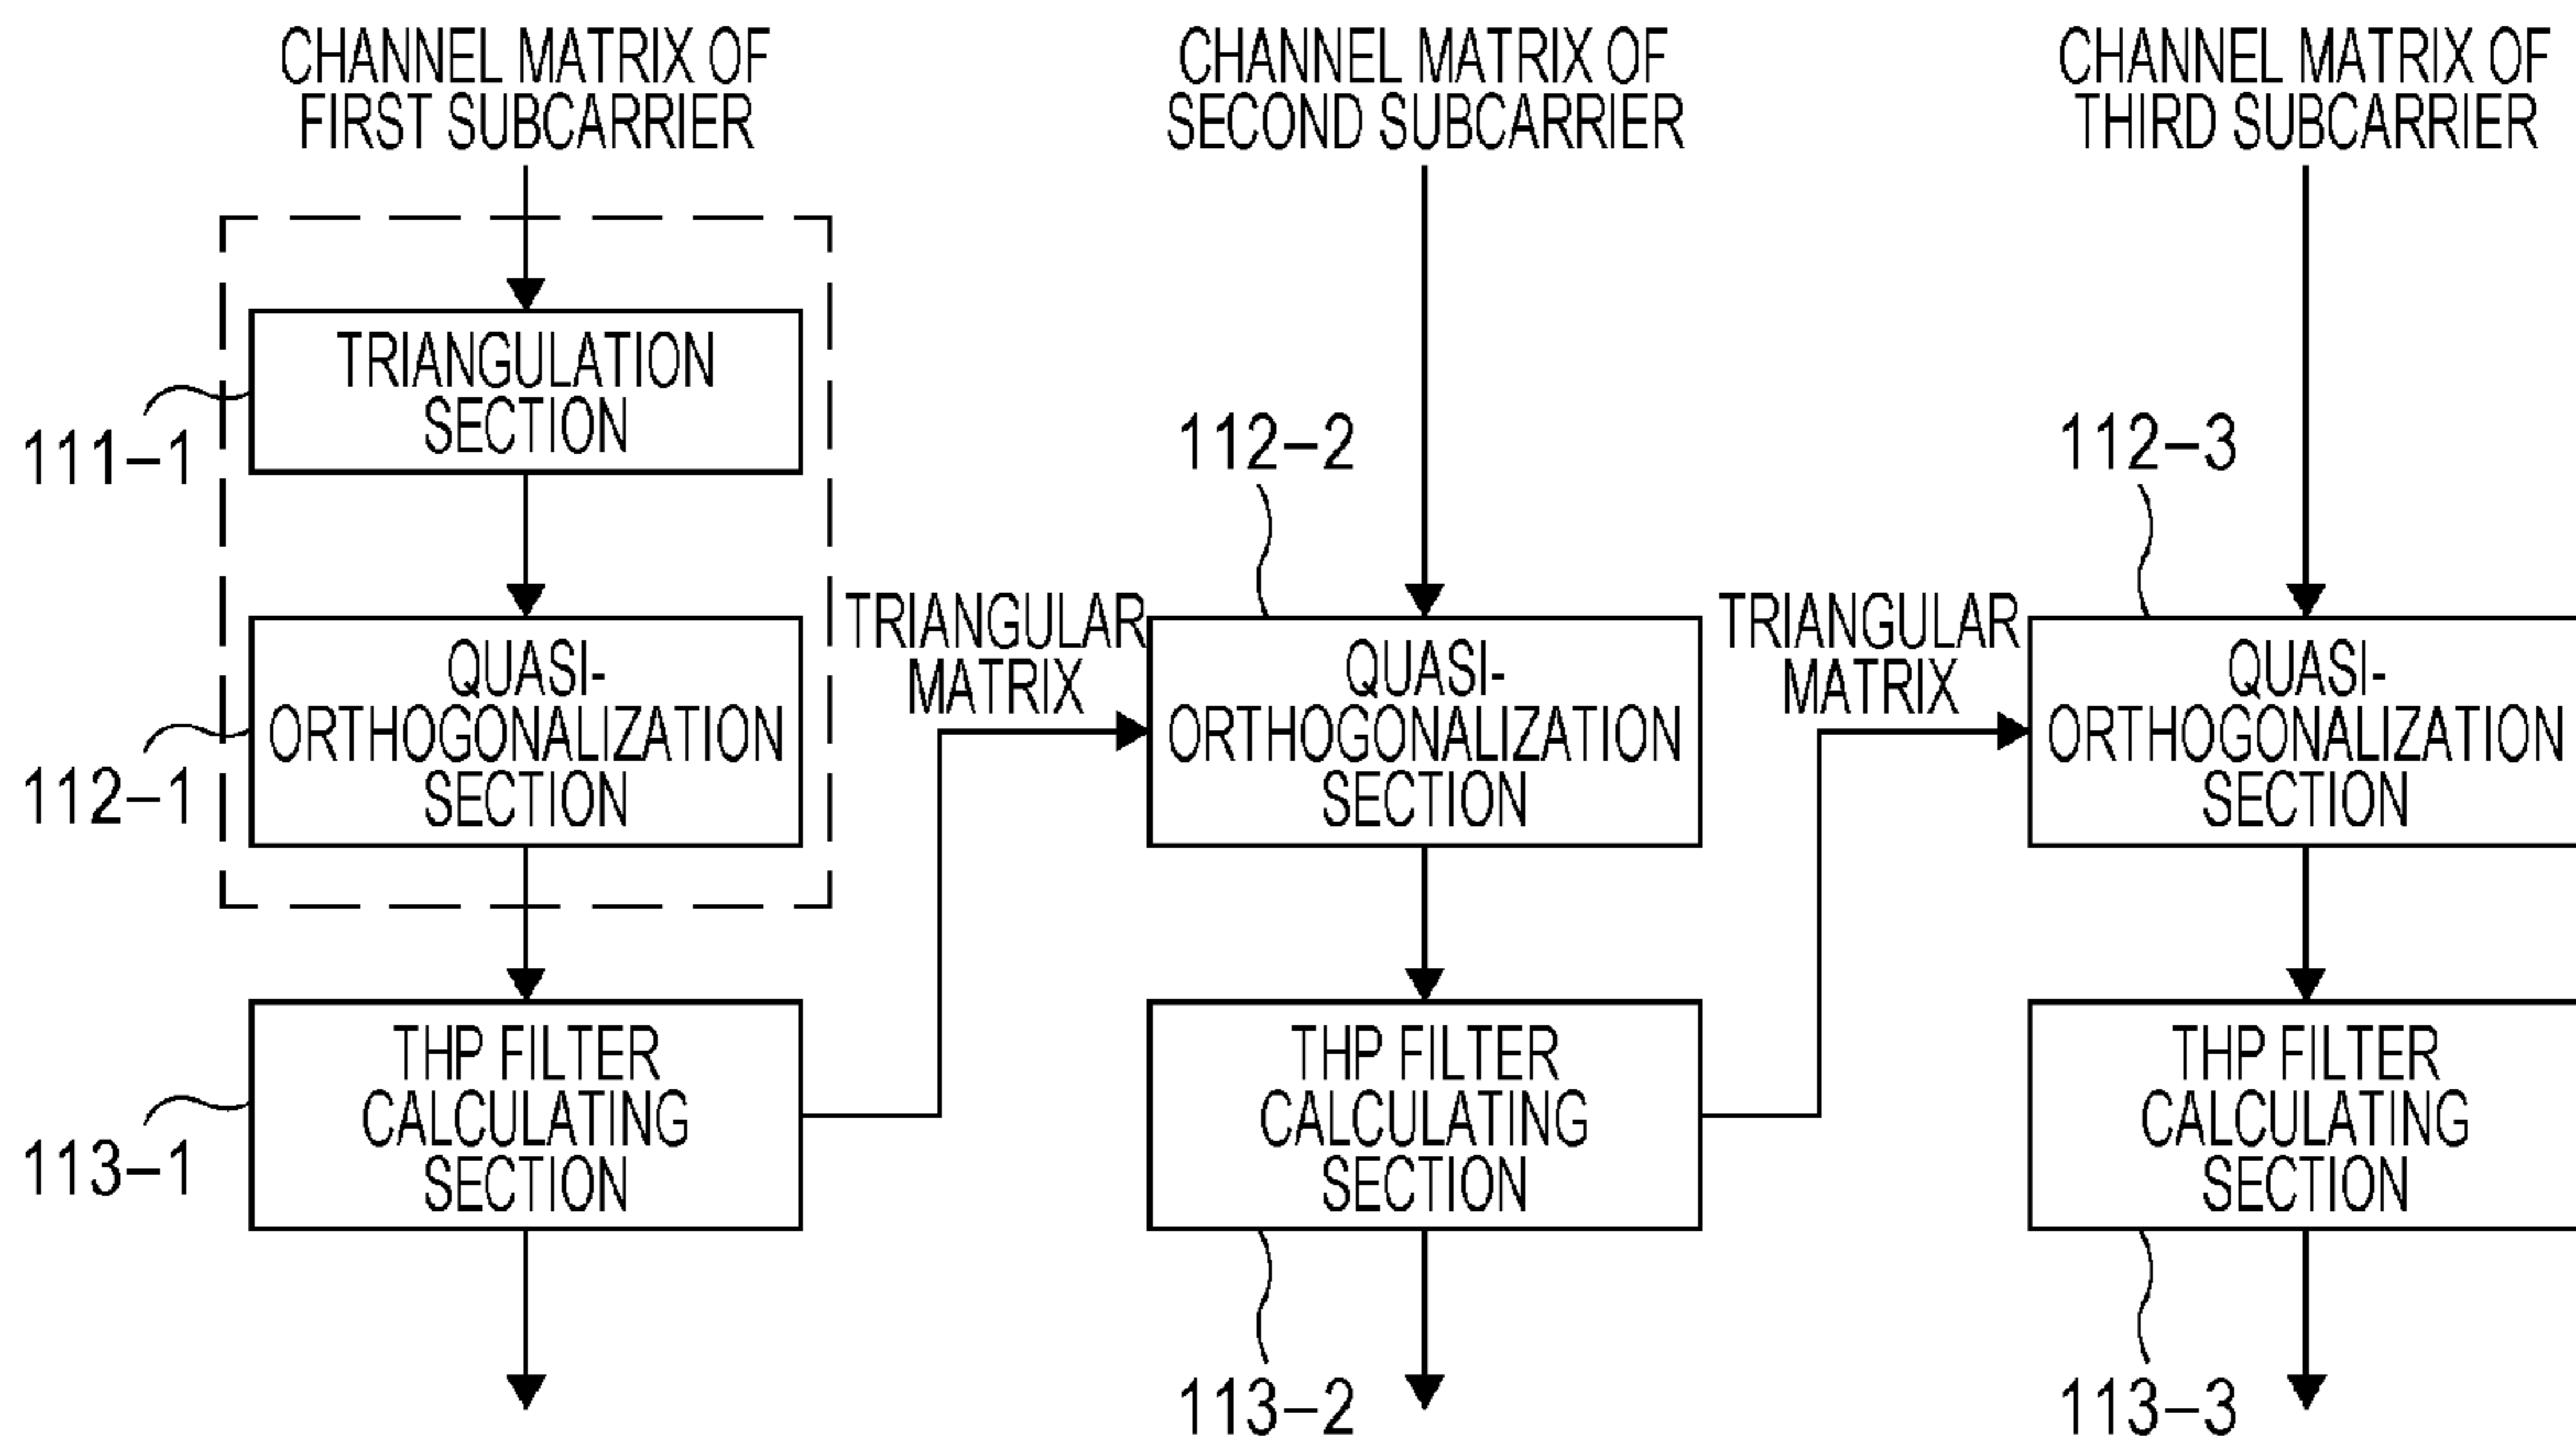 CHANNEL MATRIX OF
FIRST SUBCARRIER
CHANNEL MATRIX OF
SECOND SUBCARRIER
CHANNEL MATRIX OF
THIRD SUBCARRIER
TRIANGULATION
SECTION
111-1
112-2
112-3
QUASI-
ORTHOGONALIZATION
SECTION
112-1
TRIANGULAR
MATRIX
QUASI-
ORTHOGONALIZATION
SECTION
TRIANGULAR
MATRIX
QUASI-
ORTHOGONALIZATION
SECTION
THP FILTER
CALCULATING
SECTION
113-1
THP FILTER
CALCULATING
SECTION
113-2
THP FILTER
CALCULATING
SECTION
113-3